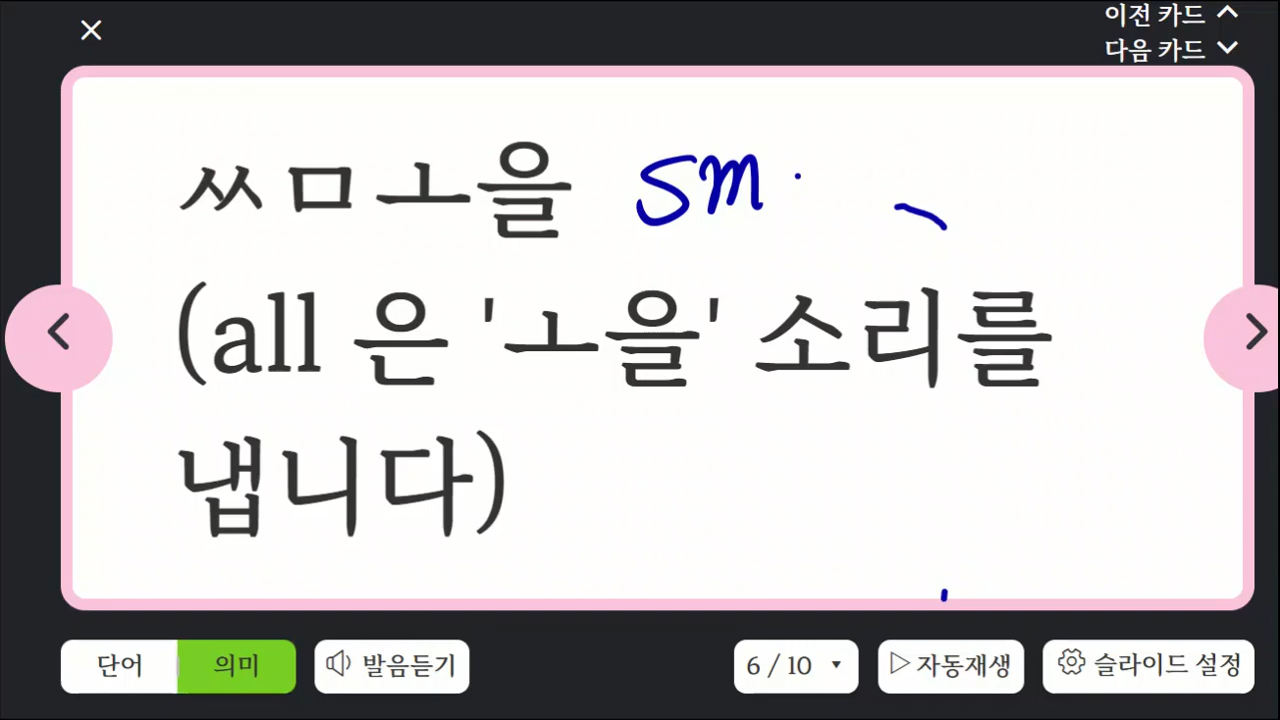 이전 카드
다음 카드
ㅆㅁㅗ을 sm
(all 은 'ㅗ을' 소리를
냅니다)
단어 의미 발음듣기 6 / 10 자동재생 슬라이드 설정